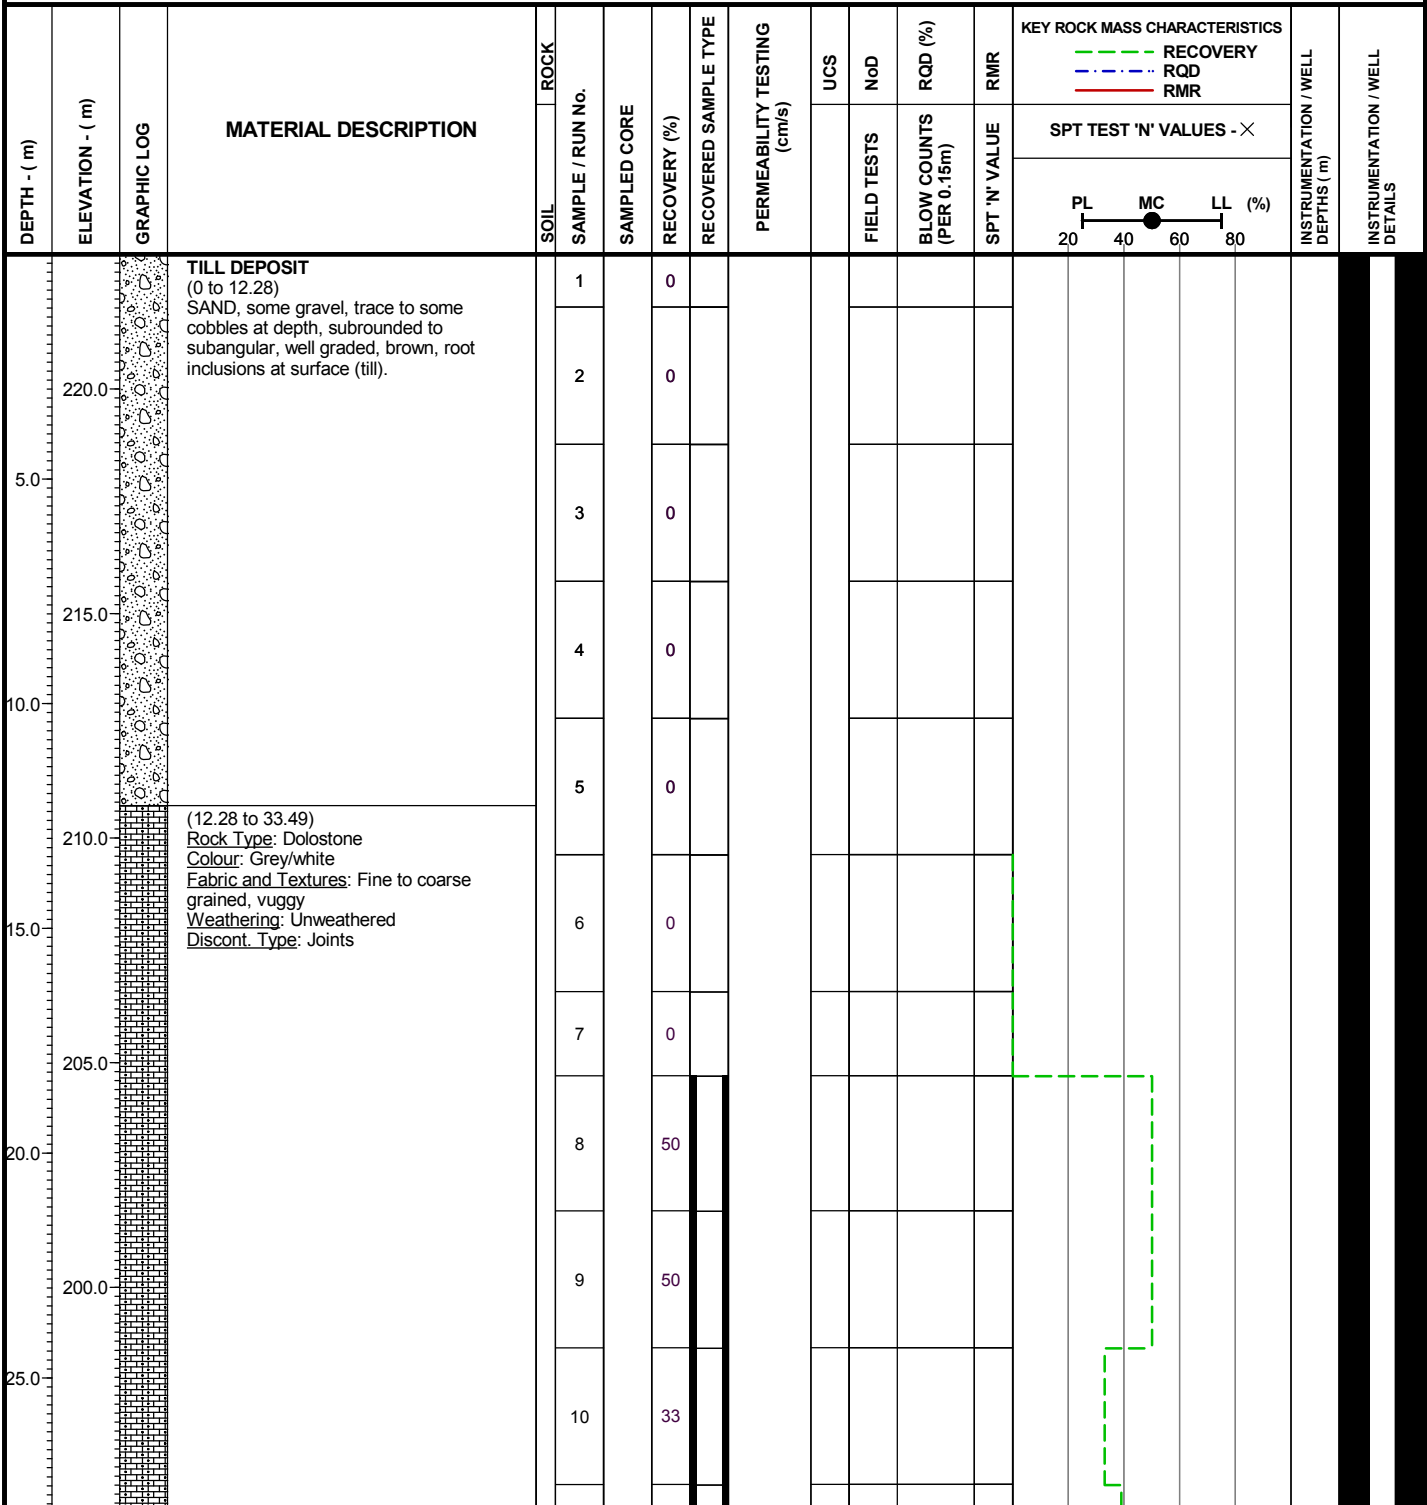 DEPTH - ( m)
ELEVATION - ( m)
GRAPHIC LOG
MATERIAL DESCRIPTION
SOIL
ROCK
SAMPLE / RUN No.
SAMPLED CORE
RECOVERY (%)
RECOVERED SAMPLE TYPE
PERMEABILITY TESTING
(cm/s)
UCS
NoD
RQD (%)
RMR
FIELD TESTS
BLOW COUNTS
(PER 0.15m)
SPT 'N' VALUE
KEY ROCK MASS CHARACTERISTICS
RECOVERY
RQD
RMR
SPT TEST 'N' VALUES - X
PL MC LL (%)
20 40 60 80
INSTRUMENTATION / WELL
DEPTHS ( m)
INSTRUMENTATION / WELL
DETAILS
TILL DEPOSIT
(0 to 12.28)
SAND, some gravel, trace to some
cobbles at depth, subrounded to
subangular, well graded, brown, root
inclusions at surface (till).
1 0
2 0
220.0
5.0
3 0
215.0
4 0
10.0
5 0
(12.28 to 33.49)
210.0
Rock Type: Dolostone
Colour: Grey/white
Fabric and Textures: Fine to coarse
grained, vuggy
Weathering: Unweathered
Discont. Type: Joints
15.0
6 0
7 0
205.0
8 50
20.0
9 50
200.0
25.0
10 33